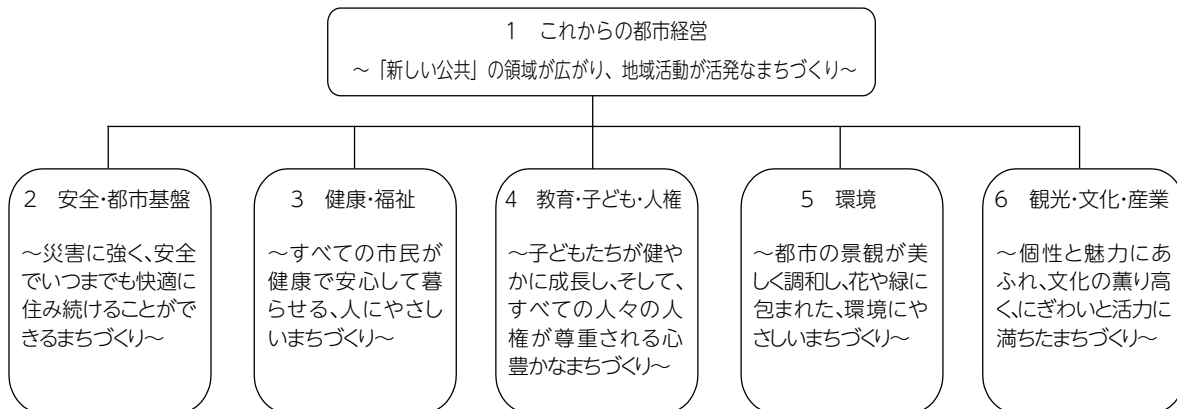 1　これからの都市経営
～「新しい公共」の領域が広がり、地域活動が活発なまちづくり～
2　安全・都市基盤
～災害に強く、安全
でいつまでも快適に
住み続けることがで
きるまちづくり～
3　健康・福祉
～すべての市民が
健康で安心して暮
らせる、人にやさし
いまちづくり～
4　教育・子ども・人権
～子どもたちが健や
かに成長し、そして、
すべての人々の人
権が尊重される心
豊かなまちづくり～
5　環境
～都市の景観が美
しく調和し、花や緑に
包まれた、環境にや
さしいまちづくり～
6　観光・文化・産業
～個性と魅力にあ
ふれ、文化の薫り高
く、にぎわいと活力に
満ちたまちづくり～